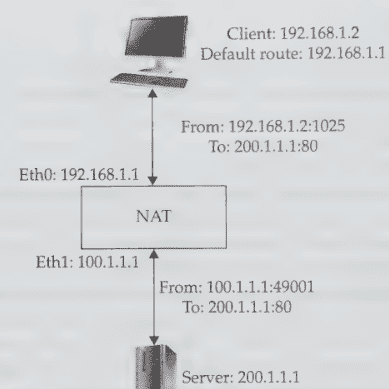 Client: 192.168.1.2
Default route: 192.168.1.1
From: 192.168.1.2:1025
To: 200.1.1.1:80
Eth0: 192.168.1.1
NAT
Eth1: 100.1.1.1
From: 100.1.1.1:49001
To: 200.1.1.1:80
Server: 200.1.1.1